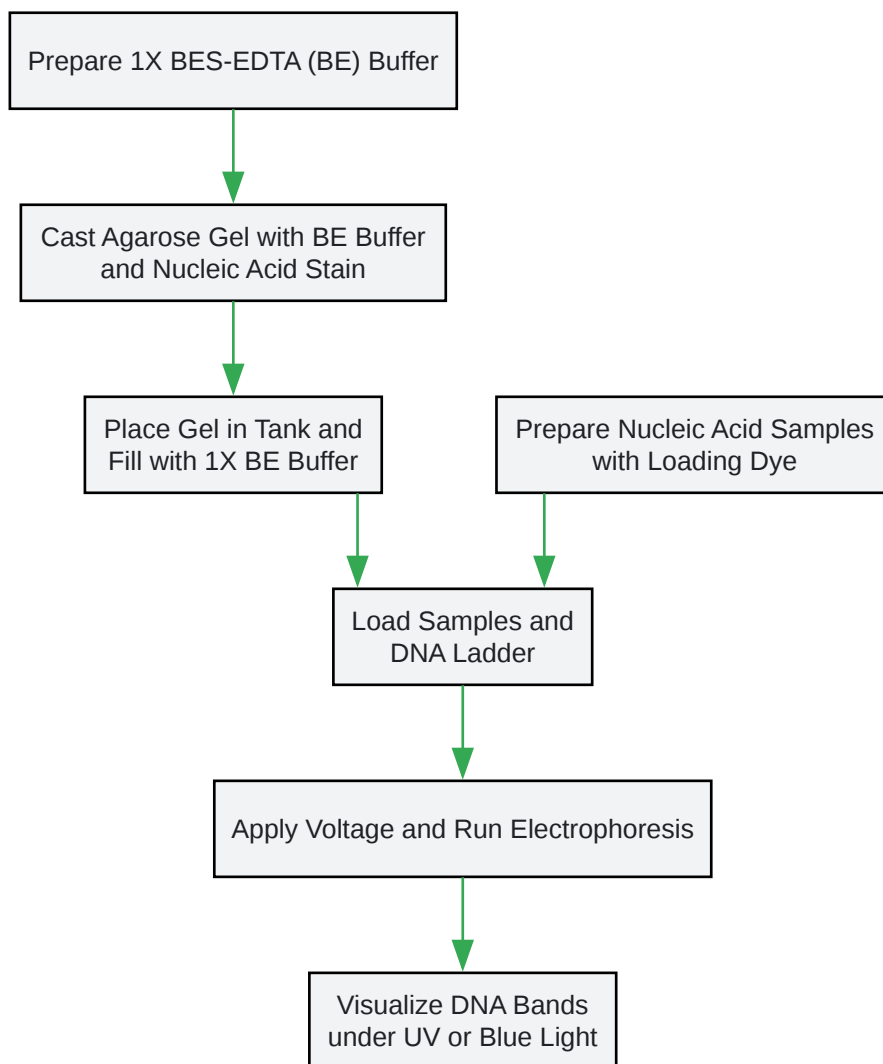 Prepare 1X BES-EDTA (BE) Buffer
Cast Agarose Gel with BE Buffer
and Nucleic Acid Stain
Place Gel in Tank and
Fill with 1X BE Buffer
Prepare Nucleic Acid Samples
with Loading Dye
Load Samples and
DNA Ladder
Apply Voltage and Run Electrophoresis
Visualize DNA Bands
under UV or Blue Light